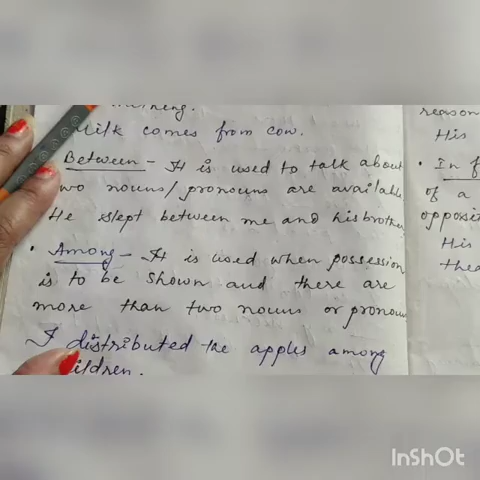 Milk comes from cow.
Between - It is used to talk about
two nouns/pronouns are available
He slept between me and his brother
• Among - It is used when possession
is to be shown and there are
more than two nouns or pronoun
I distributed the apples among
children.
reason
His
• In f
of a
opposit
His
InShOt